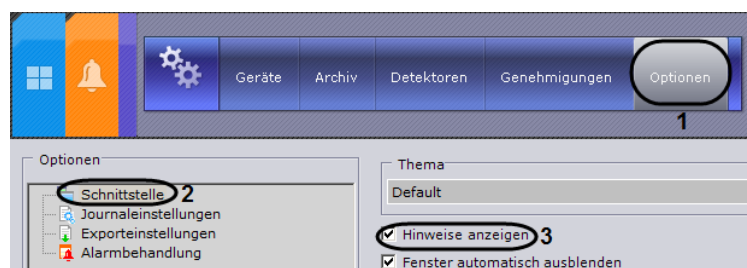 Geräte Archiv Detektoren Genehmigungen Optionen
1
Optionen
Schnittstelle 2
Journaleinstellungen
Exporteinstellungen
Alarmbehandlung
Thema
Default
Hinweise anzeigen 3
Fenster automatisch ausblenden